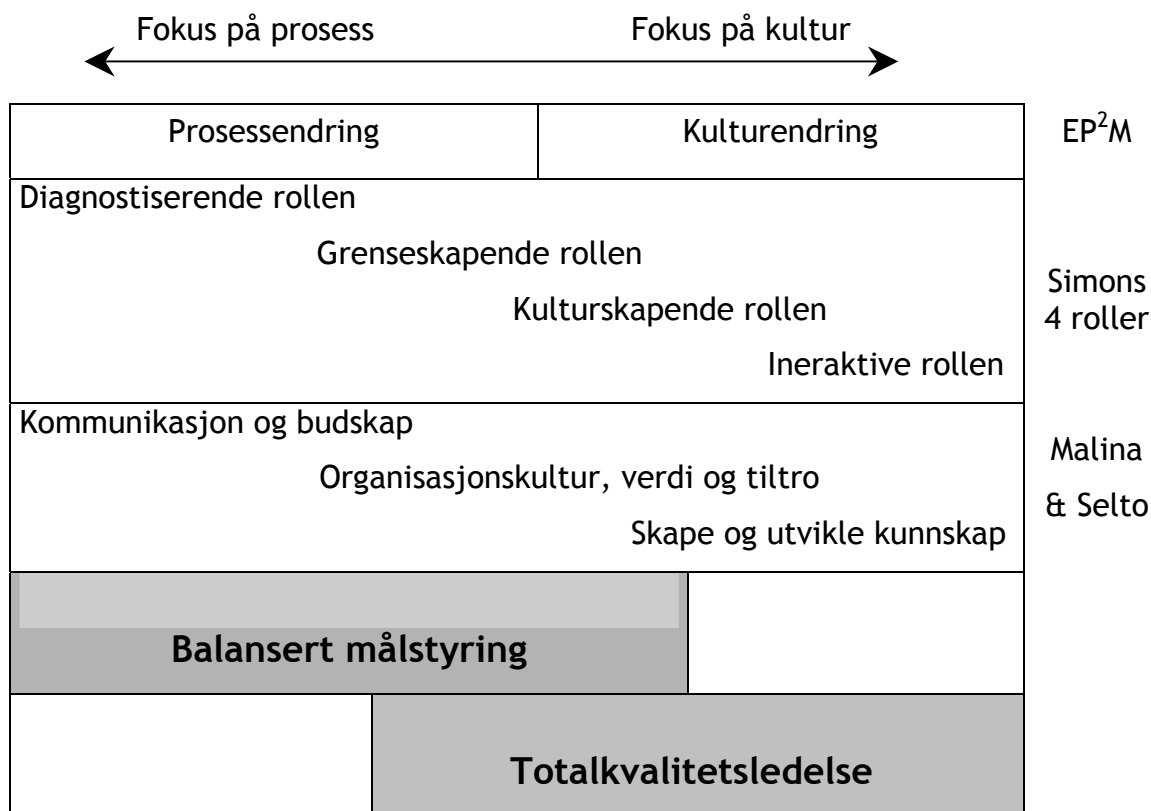 Fokus på prosess Fokus på kultur
Prosessendring Kulturendring EP²M
Diagnostiserende rollen
Grenseskapende rollen
Kulturskapende rollen
Ineraktive rollen
Simons
4 roller
Kommunikasjon og budskap
Organisasjonskultur, verdi og tiltro
Skape og utvikle kunnskap
Malina
& Selto
Balansert målstyring
Totalkvalitetsledelse